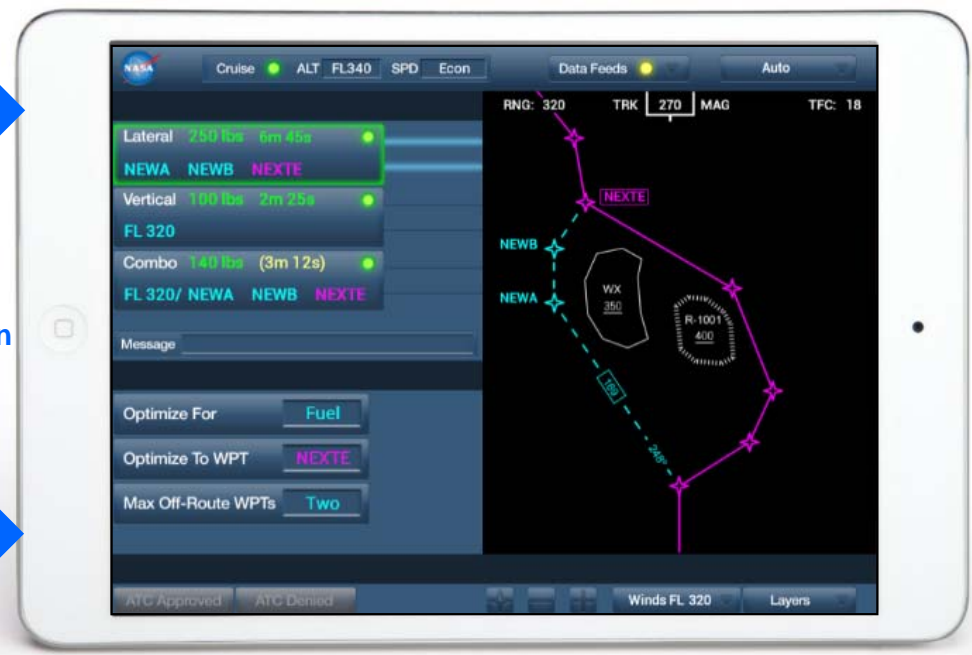 NASA Cruise ALT FL340 SPD Econ Data Feeds Auto
RNG: 320 TRK 270 MAG TFC: 18
Lateral 250 lbs 6m 45s
NEWA NEWB NEXTE
Vertical 100 lbs 2m 25s
FL 320
Combo 140 lbs (3m 12s)
FL 320/ NEWA NEWB NEXTE
Message
Optimize For Fuel
Optimize To WPT NEXTE
Max Off-Route WPTs Two
NEXTE
NEWB
NEWA
WX
350
R-1001
400
189
248°
ATC Approved ATC Denied Winds FL 320 Layers
n